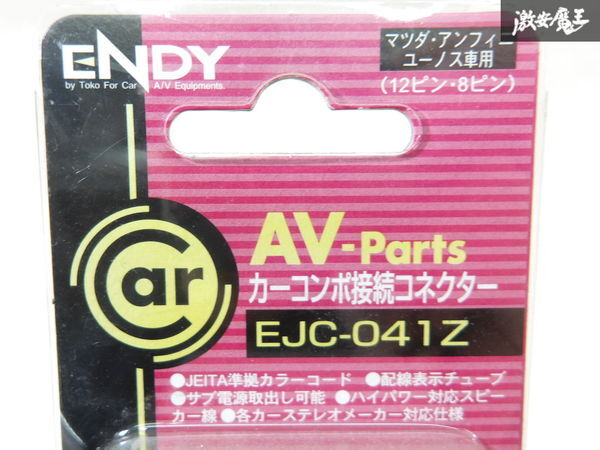 激安魔王
ENDY
by Toko For Car A/V Equipments.
マツダ・アンフィニ
ユーノス車用
(12ピン・8ピン)
Car
AV-Parts
カーコンポ接続コネクター
EJC-041Z
●JEITA準拠カラーコード ●配線表示チューブ
●サブ電源取出し可能 ●ハイパワー対応スピー
カー線 ●各カーステレオメーカー対応仕様